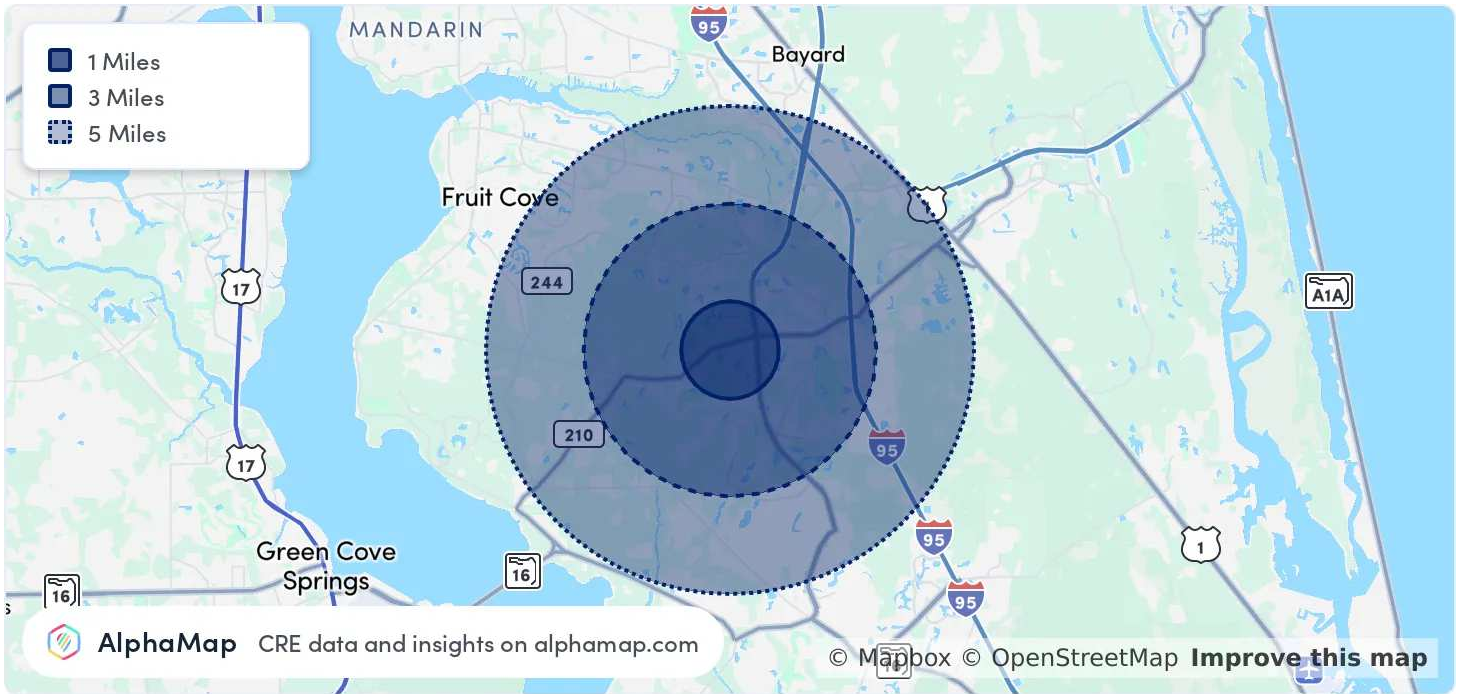 MANDARIN
95
Bayard
1 Miles
3 Miles
5 Miles
Fruit Cove
1
244
17
A1A
210
95
17
95
1
Green Cove
Springs
16
16
95
s
AlphaMap CRE data and insights on alphamap.com
© Mapbox © OpenStreetMap Improve this map
16